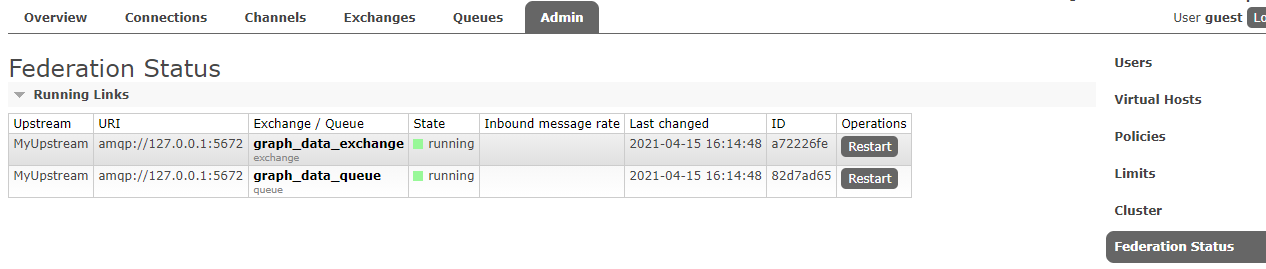 Overview Connections Channels Exchanges Queues Admin
User guest
Federation Status
Running Links
Upstream URI Exchange / Queue State Inbound message rate Last changed ID Operations
MyUpstream amqp://127.0.0.1:5672 graph_data_exchange running 2021-04-15 16:14:48 a72226fe Restart
exchange
MyUpstream amqp://127.0.0.1:5672 graph_data_queue running 2021-04-15 16:14:48 82d7ad65 Restart
queue
Users
Virtual Hosts
Policies
Limits
Cluster
Federation Status